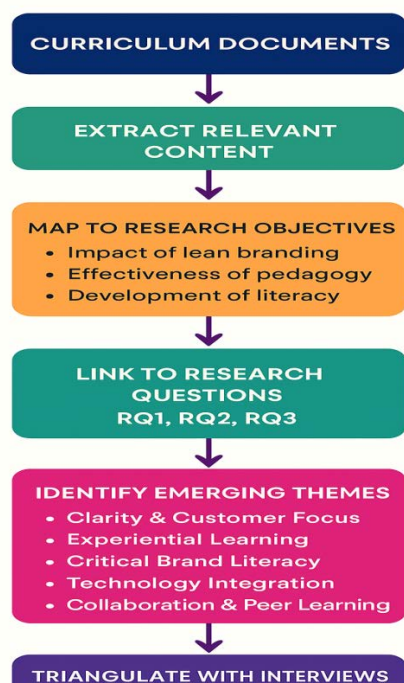 CURRICULUM DOCUMENTS
EXTRACT RELEVANT
CONTENT
MAP TO RESEARCH OBJECTIVES
• Impact of lean branding
• Effectiveness of pedagogy
• Development of literacy
LINK TO RESEARCH
QUESTIONS
RQ1, RQ2, RQ3
IDENTIFY EMERGING THEMES
• Clarity & Customer Focus
• Experiential Learning
• Critical Brand Literacy
• Technology Integration
• Collaboration & Peer Learning
TRIANGULATE WITH INTERVIEWS